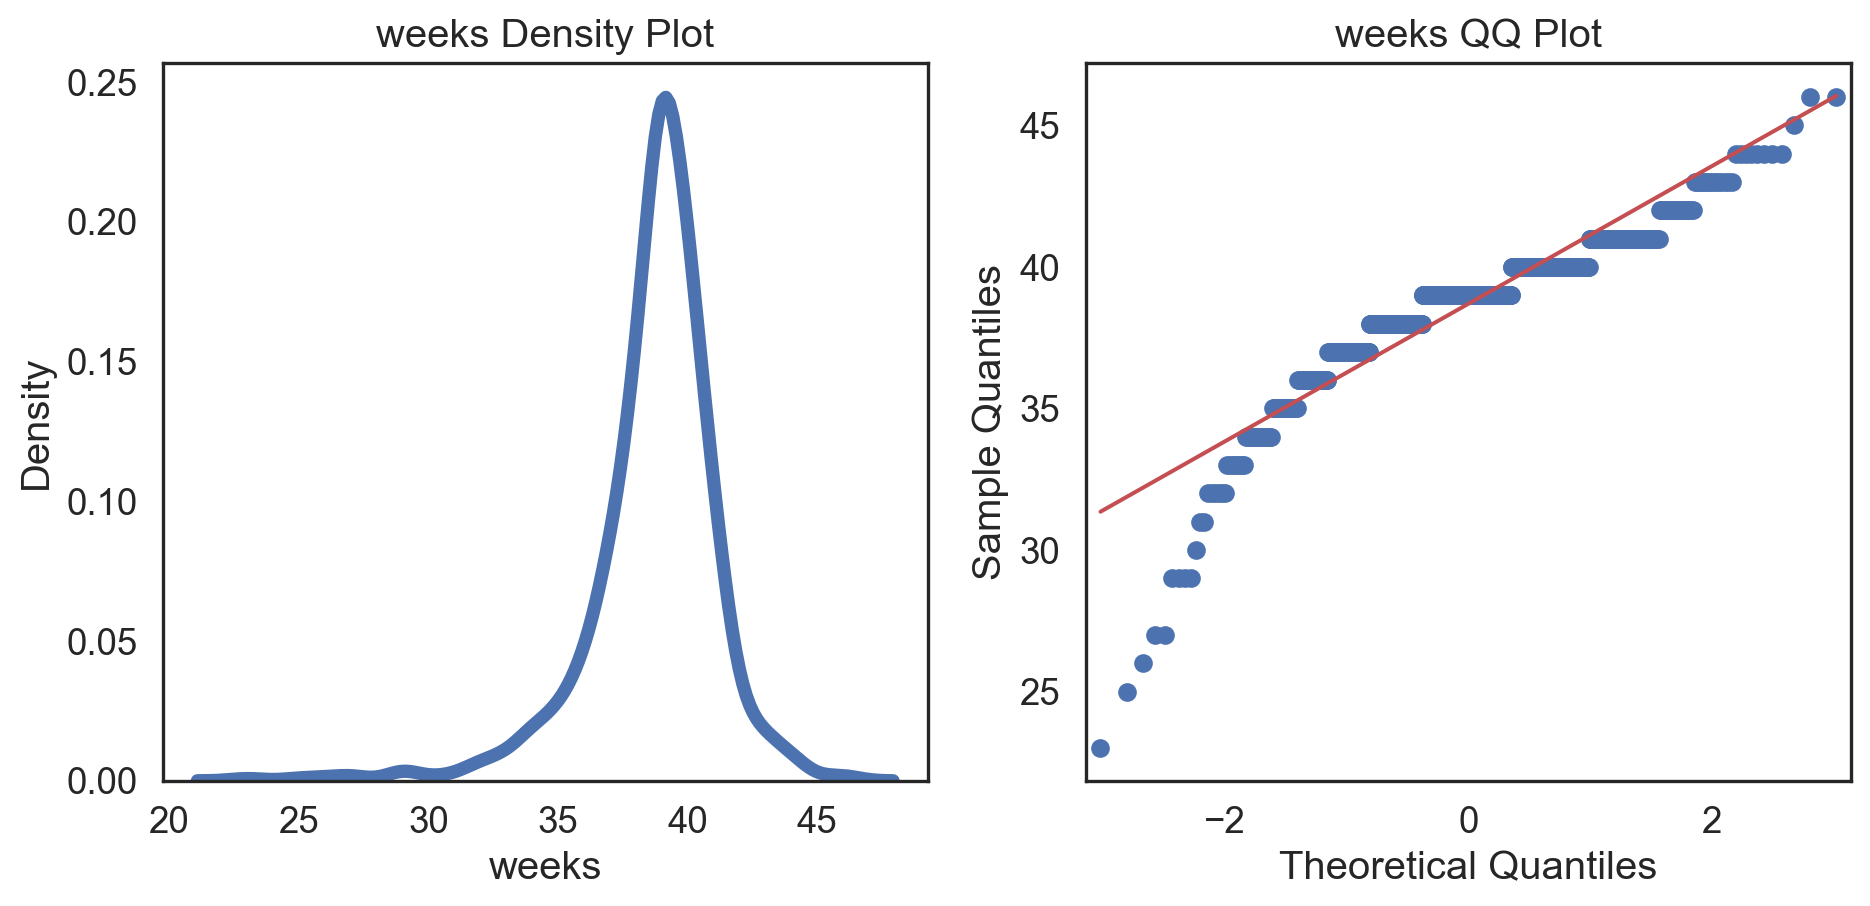 weeks Density Plot
Density
0.25
0.20
0.15
0.10
0.05
0.00
20 25 30 35 40 45
weeks
weeks QQ Plot
Sample Quantiles
45
40
35
30
25
−2 0 2
Theoretical Quantiles